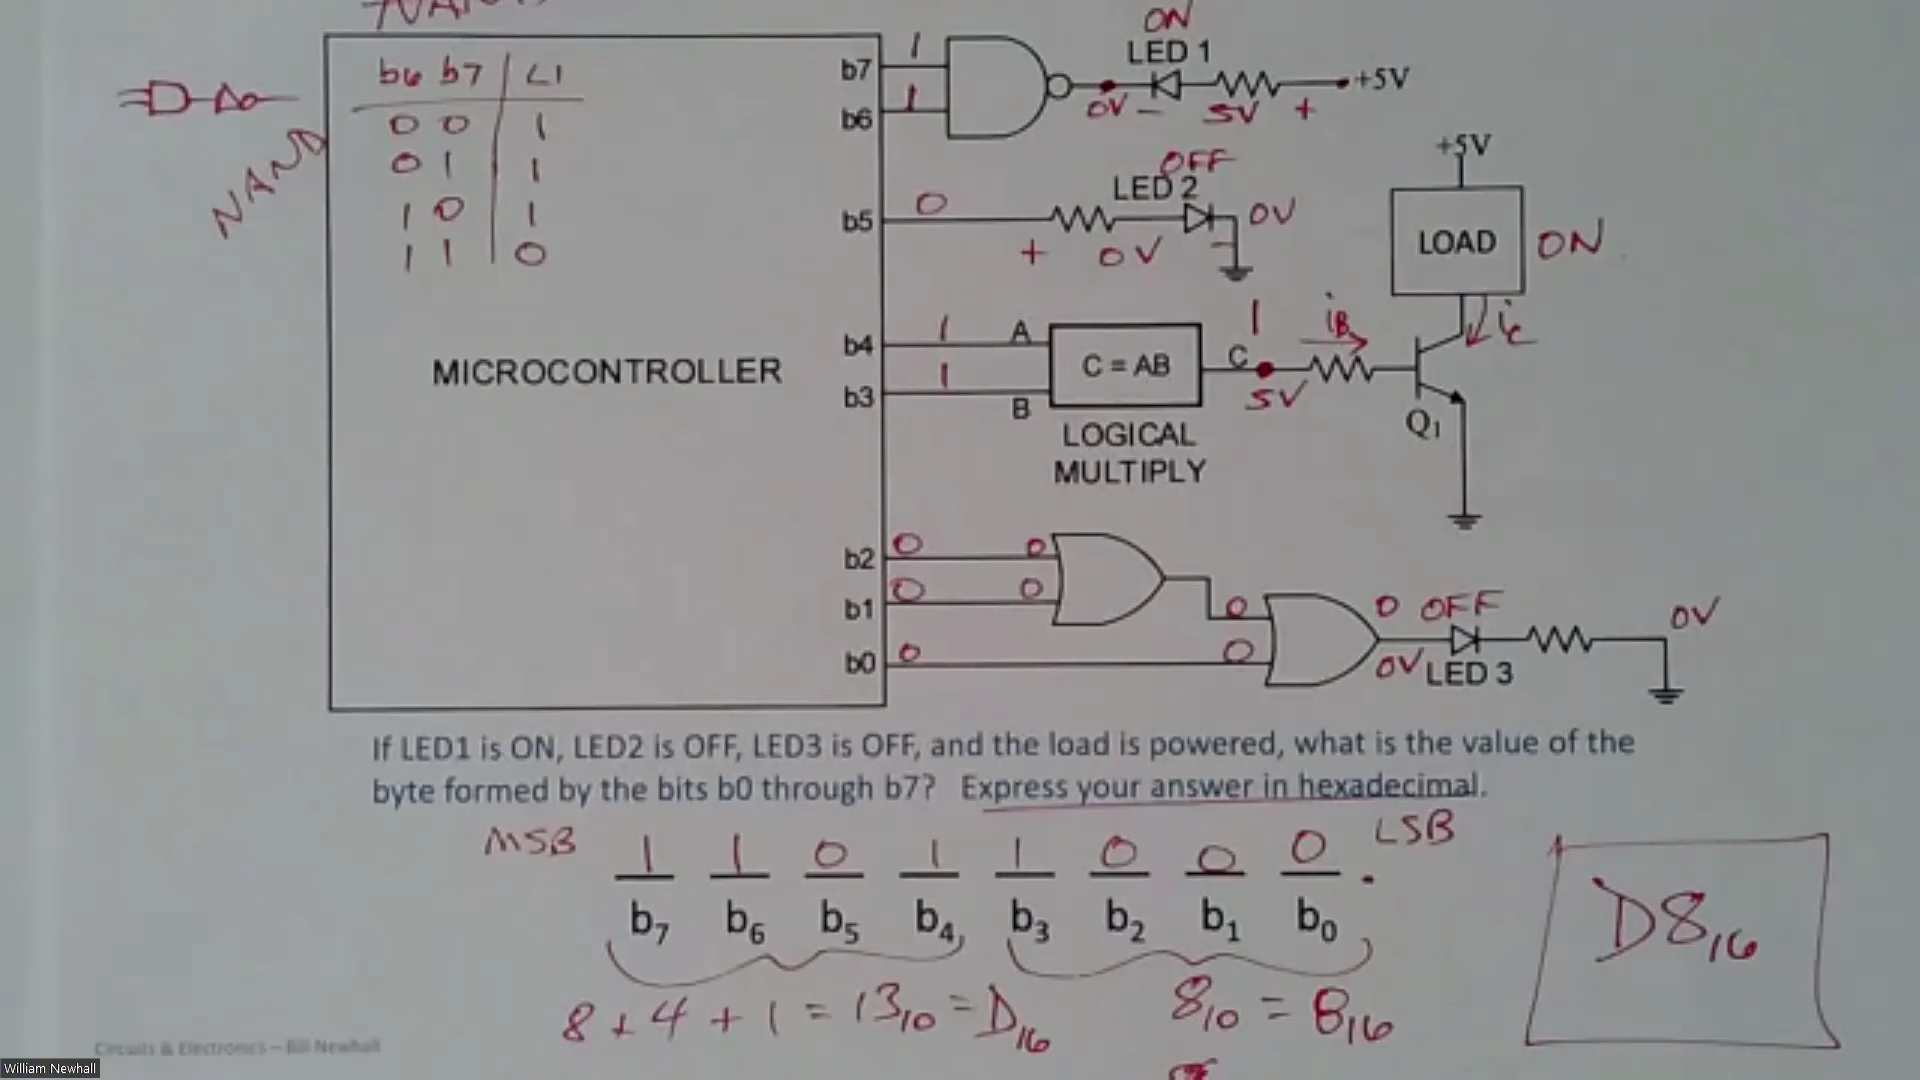 b6 b7 L1
0 0 1
0 1 1
1 0 1
1 1 0
NAND
MICROCONTROLLER
b7 1
b6 1
ON
LED 1
0V - 5V + +5V
OFF
LED 2
b5 0
+ 0V - 0V
+5V
LOAD ON
b4 1 A
b3 1 B
C = AB
LOGICAL
MULTIPLY
C 1
5V
iB
ic
Q1
b2 0 0
b1 0 0
b0 0
0
0
0 OFF
0V LED 3
0V
If LED1 is ON, LED2 is OFF, LED3 is OFF, and the load is powered, what is the value of the
byte formed by the bits b0 through b7? Express your answer in hexadecimal.
MSB 1 1 0 1 1 0 0 0 . LSB
b7 b6 b5 b4 b3 b2 b1 b0
8 + 4 + 1 = 13₁₀ = D₁₆
8₁₀ = 8₁₆
D8₁₆
Circuits & Electronics – Bill Newhall
William Newhall